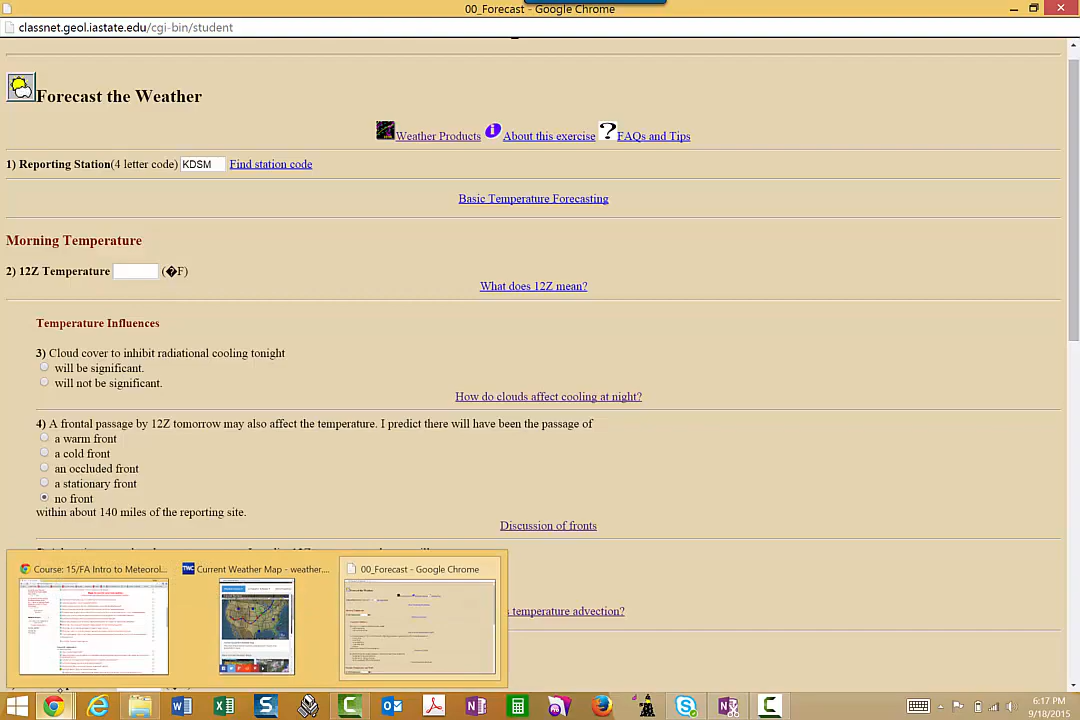 00_Forecast - Google Chrome
classnet.geol.iastate.edu/cgi-bin/student
Forecast the Weather
Weather Products About this exercise FAQs and Tips
1) Reporting Station(4 letter code) KDSM Find station code
Basic Temperature Forecasting
Morning Temperature
2) 12Z Temperature (�F)
What does 12Z mean?
Temperature Influences
3) Cloud cover to inhibit radiational cooling tonight
will be significant.
will not be significant.
How do clouds affect cooling at night?
4) A frontal passage by 12Z tomorrow may also affect the temperature. I predict there will have been the passage of
a warm front
a cold front
an occluded front
a stationary front
no front
within about 140 miles of the reporting site.
Discussion of fronts
Course: 15/FA Intro to Meteorol...
Current Weather Map - weather....
00_Forecast - Google Chrome
temperature advection?
6:17 PM
9/18/2015